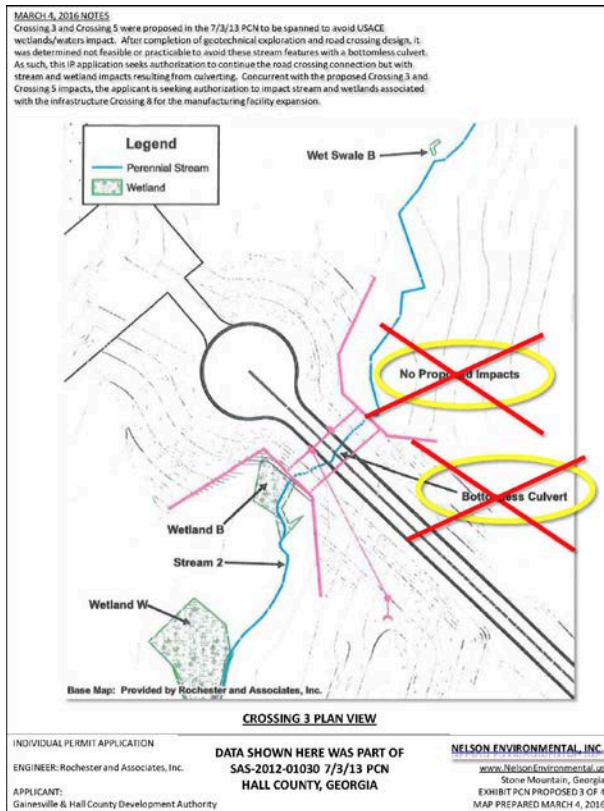 MARCH 4, 2016 NOTES
Crossing 3 and Crossing 5 were proposed in the 7/3/13 PCN to be spanned to avoid USACE
wetlands/waters impact. After completion of geotechnical exploration and road crossing design, it
was determined not feasible or practicable to avoid these stream features with a bottomless culvert.
As such, this IP application seeks authorization to continue the road crossing connection but with
stream and wetland impacts resulting from culverting. Concurrent with the proposed Crossing 3 and
Crossing 5 impacts, the applicant is seeking authorization to impact stream and wetlands associated
with the infrastructure Crossing 8 for the manufacturing facility expansion.
Legend
Perennial Stream
Wetland
Wet Swale B
No Proposed Impacts
Bottomless Culvert
Wetland B
Stream 2
Wetland W
Base Map: Provided by Rochester and Associates, Inc.
CROSSING 3 PLAN VIEW
INDIVIDUAL PERMIT APPLICATION
ENGINEER: Rochester and Associates, Inc.
APPLICANT:
Gainesville & Hall County Development Authority
DATA SHOWN HERE WAS PART OF
SAS-2012-01030 7/3/13 PCN
HALL COUNTY, GEORGIA
NELSON ENVIRONMENTAL, INC.
www.NelsonEnvironmental.us
Stone Mountain, Georgia
EXHIBIT PCN PROPOSED 3 OF 4
MAP PREPARED MARCH 4, 2016